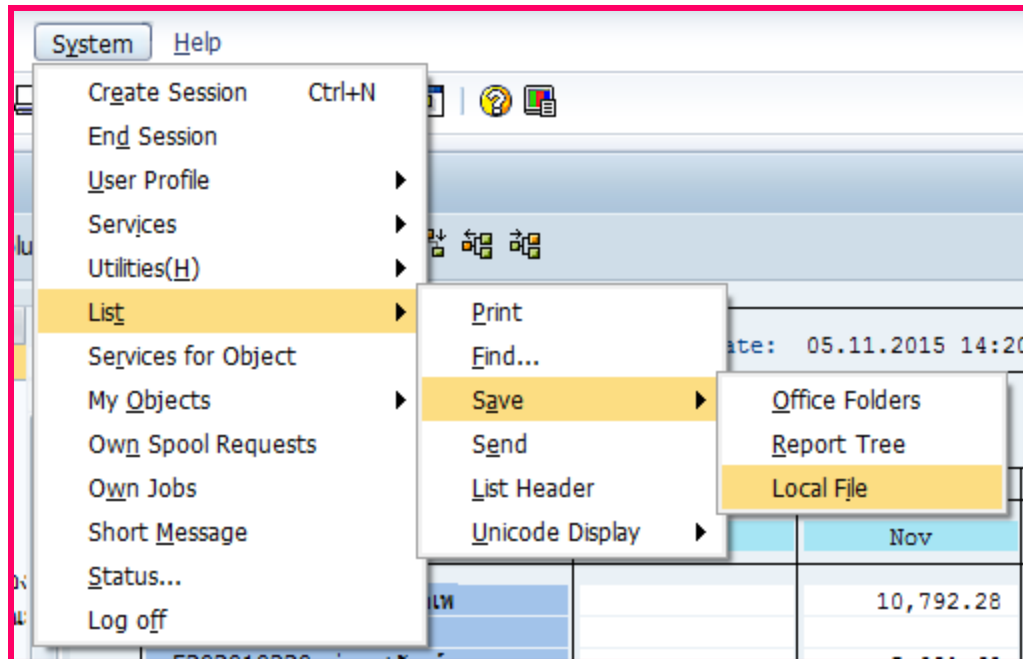 System Help
Create Session Ctrl+N
End Session
User Profile
Services
Utilities(H)
List
Services for Object
My Objects
Own Spool Requests
Own Jobs
Short Message
Status...
Log off
Print
Find...
Save
Send
List Header
Unicode Display
Office Folders
Report Tree
Local File
ate: 05.11.2015 14:20
Nov
10,792.28